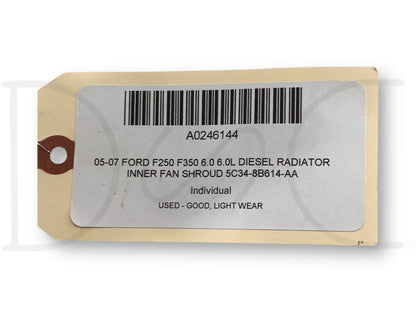 A0246144
05-07 FORD F250 F350 6.0 6.0L DIESEL RADIATOR
INNER FAN SHROUD 5C34-8B614-AA
Individual
USED - GOOD, LIGHT WEAR